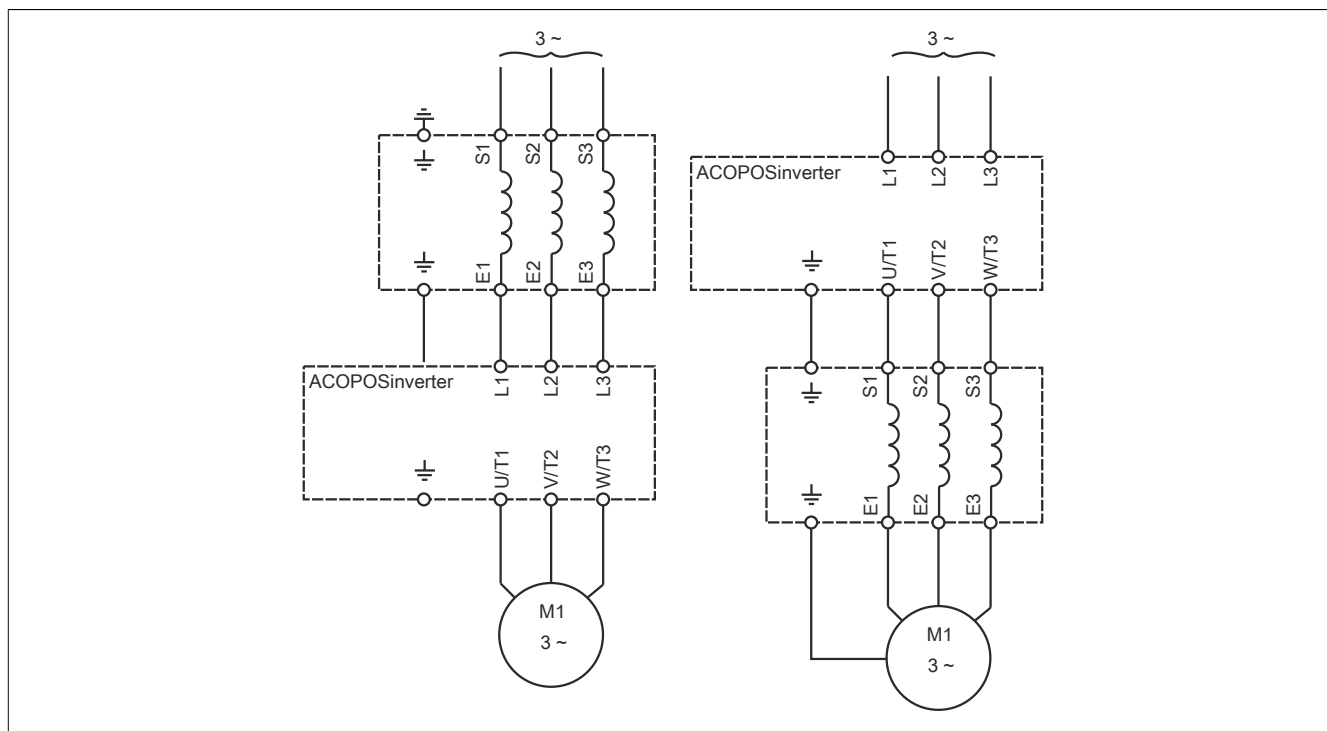 3 ~
S1 S2 S3
E1 E2 E3
ACOPOSinverter
L1 L2 L3
U/T1 V/T2 W/T3
M1
3 ~
3 ~
ACOPOSinverter
L1 L2 L3
U/T1 V/T2 W/T3
S1 S2 S3
E1 E2 E3
M1
3 ~